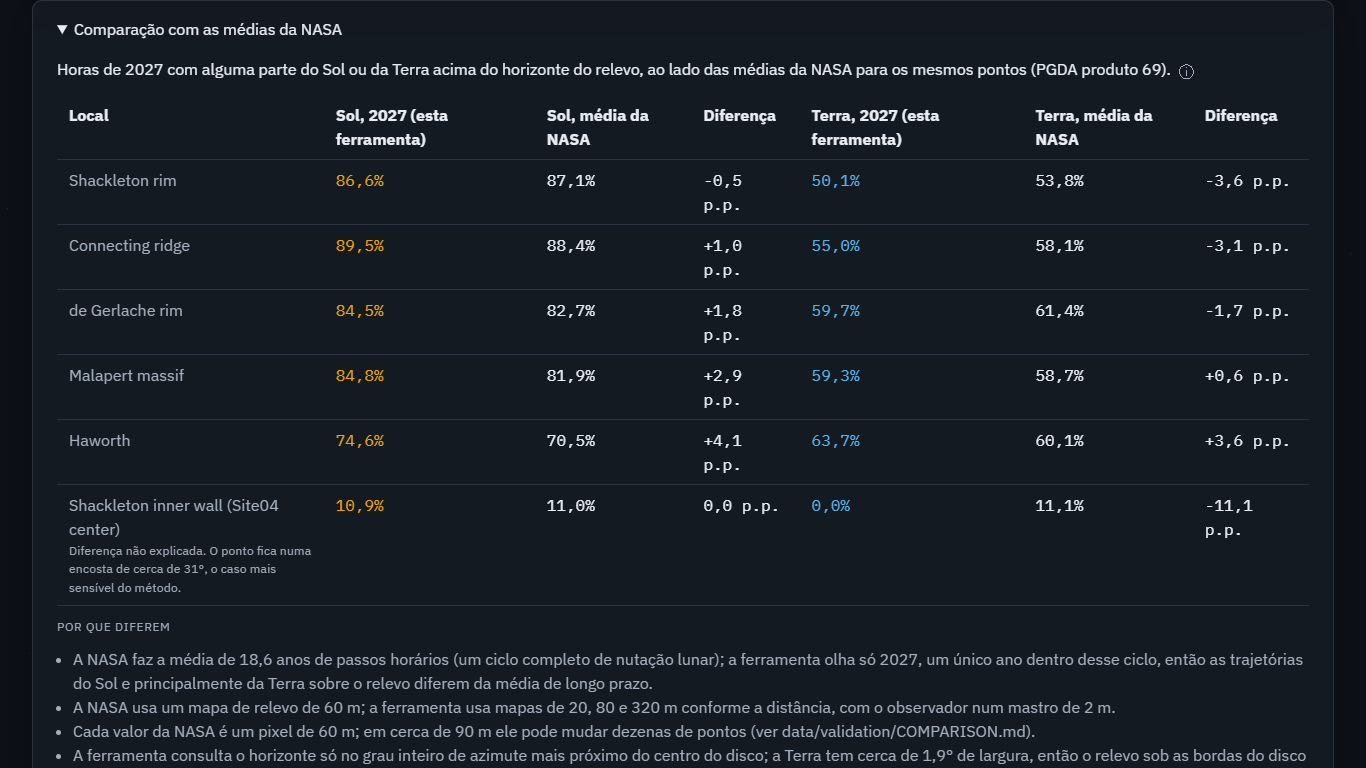 ▼ Comparação com as médias da NASA
Horas de 2027 com alguma parte do Sol ou da Terra acima do horizonte do relevo, ao lado das médias da NASA para os mesmos pontos (PGDA produto 69). ⓘ
Local Sol, 2027 (esta ferramenta) Sol, média da NASA Diferença Terra, 2027 (esta ferramenta) Terra, média da NASA Diferença
Shackleton rim 86,6% 87,1% -0,5 p.p. 50,1% 53,8% -3,6 p.p.
Connecting ridge 89,5% 88,4% +1,0 p.p. 55,0% 58,1% -3,1 p.p.
de Gerlache rim 84,5% 82,7% +1,8 p.p. 59,7% 61,4% -1,7 p.p.
Malapert massif 84,8% 81,9% +2,9 p.p. 59,3% 58,7% +0,6 p.p.
Haworth 74,6% 70,5% +4,1 p.p. 63,7% 60,1% +3,6 p.p.
Shackleton inner wall (Site04 center) 10,9% 11,0% 0,0 p.p. 0,0% 11,1% -11,1 p.p.
Diferença não explicada. O ponto fica numa
encosta de cerca de 31°, o caso mais
sensível do método.
POR QUE DIFEREM
• A NASA faz a média de 18,6 anos de passos horários (um ciclo completo de nutação lunar); a ferramenta olha só 2027, um único ano dentro desse ciclo, então as trajetórias
do Sol e principalmente da Terra sobre o relevo diferem da média de longo prazo.
• A NASA usa um mapa de relevo de 60 m; a ferramenta usa mapas de 20, 80 e 320 m conforme a distância, com o observador num mastro de 2 m.
• Cada valor da NASA é um pixel de 60 m; em cerca de 90 m ele pode mudar dezenas de pontos (ver data/validation/COMPARISON.md).
• A ferramenta consulta o horizonte só no grau inteiro de azimute mais próximo do centro do disco; a Terra tem cerca de 1,9° de largura, então o relevo sob as bordas do disco